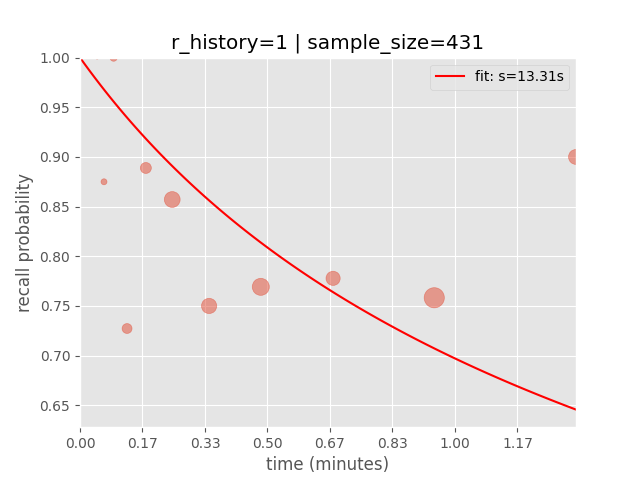 r_history=1 | sample_size=431
fit: s=13.31s
recall probability
1.00
0.95
0.90
0.85
0.80
0.75
0.70
0.65
0.00 0.17 0.33 0.50 0.67 0.83 1.00 1.17
time (minutes)